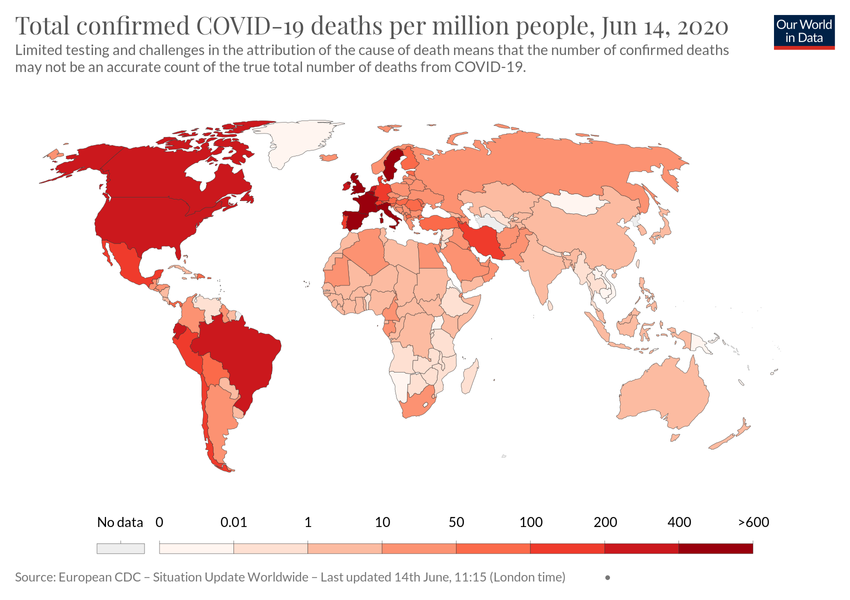 Total confirmed COVID-19 deaths per million people, Jun 14, 2020
Our World
in Data
Limited testing and challenges in the attribution of the cause of death means that the number of confirmed deaths
may not be an accurate count of the true total number of deaths from COVID-19.
No data 0 0.01 1 10 50 100 200 400 >600
Source: European CDC – Situation Update Worldwide – Last updated 14th June, 11:15 (London time) •